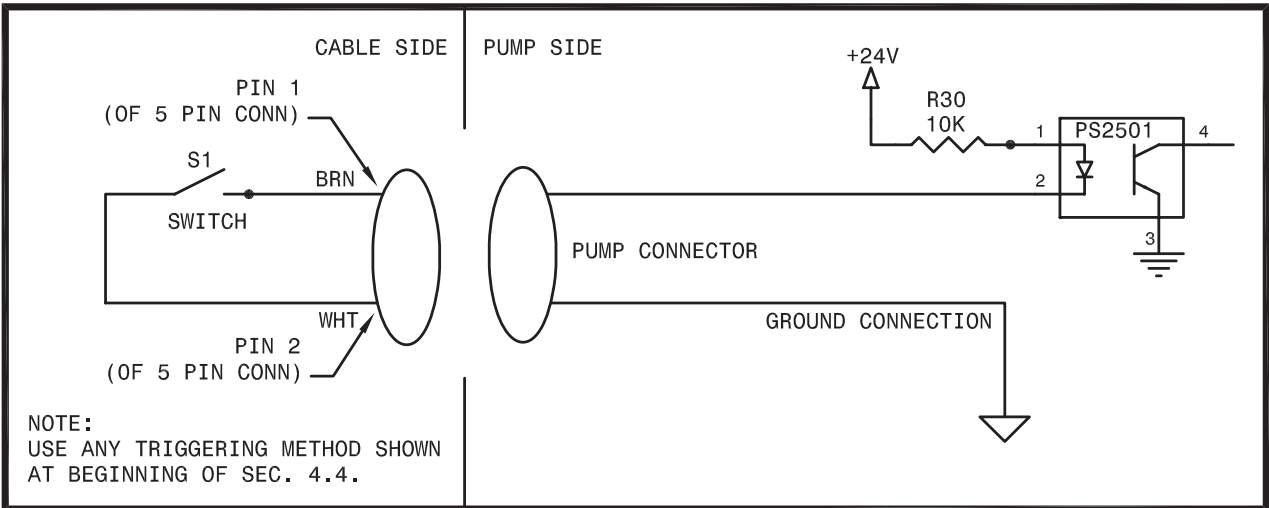 CABLE SIDE
PUMP SIDE
+24V
PIN 1
(OF 5 PIN CONN)
R30
10K
1
PS2501
4
S1
BRN
2
SWITCH
3
PUMP CONNECTOR
WHT
GROUND CONNECTION
PIN 2
(OF 5 PIN CONN)
NOTE:
USE ANY TRIGGERING METHOD SHOWN
AT BEGINNING OF SEC. 4.4.